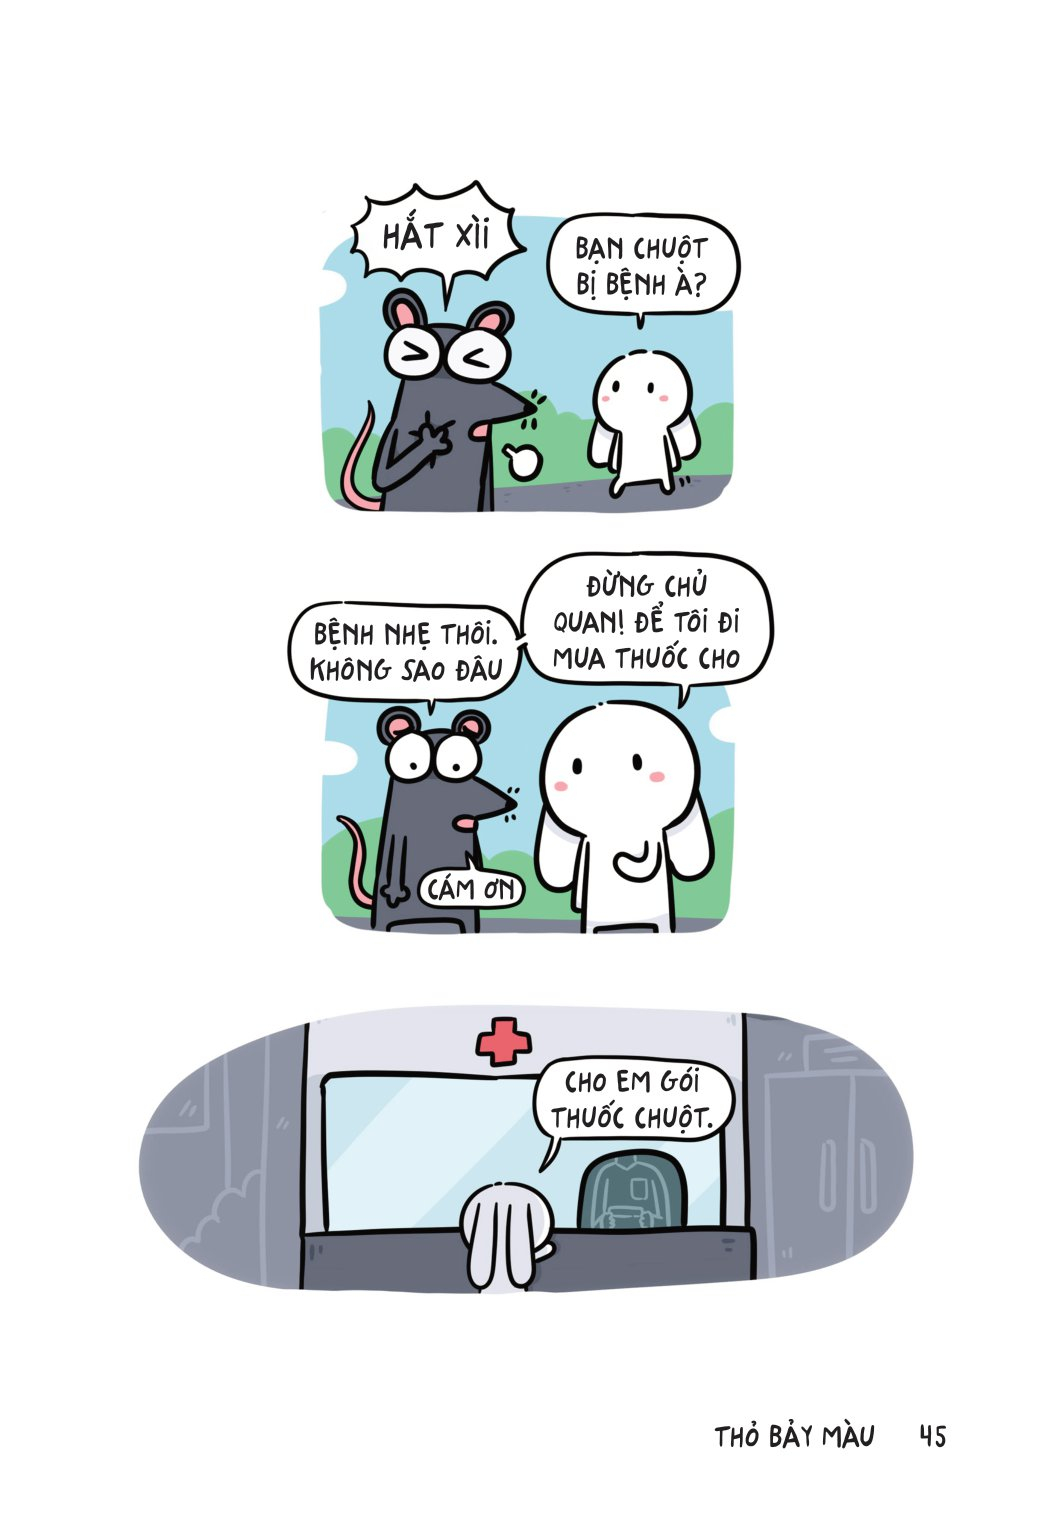 HẮT XÌI
BẠN CHUỘT
BỊ BỆNH À?
BỆNH NHẸ THÔI.
KHÔNG SAO ĐÂU
ĐỪNG CHỦ
QUAN! ĐỂ TÔI ĐI
MUA THUỐC CHO
CÁM ƠN
CHO EM GÓI
THUỐC CHUỘT.
THỎ BẢY MÀU 45